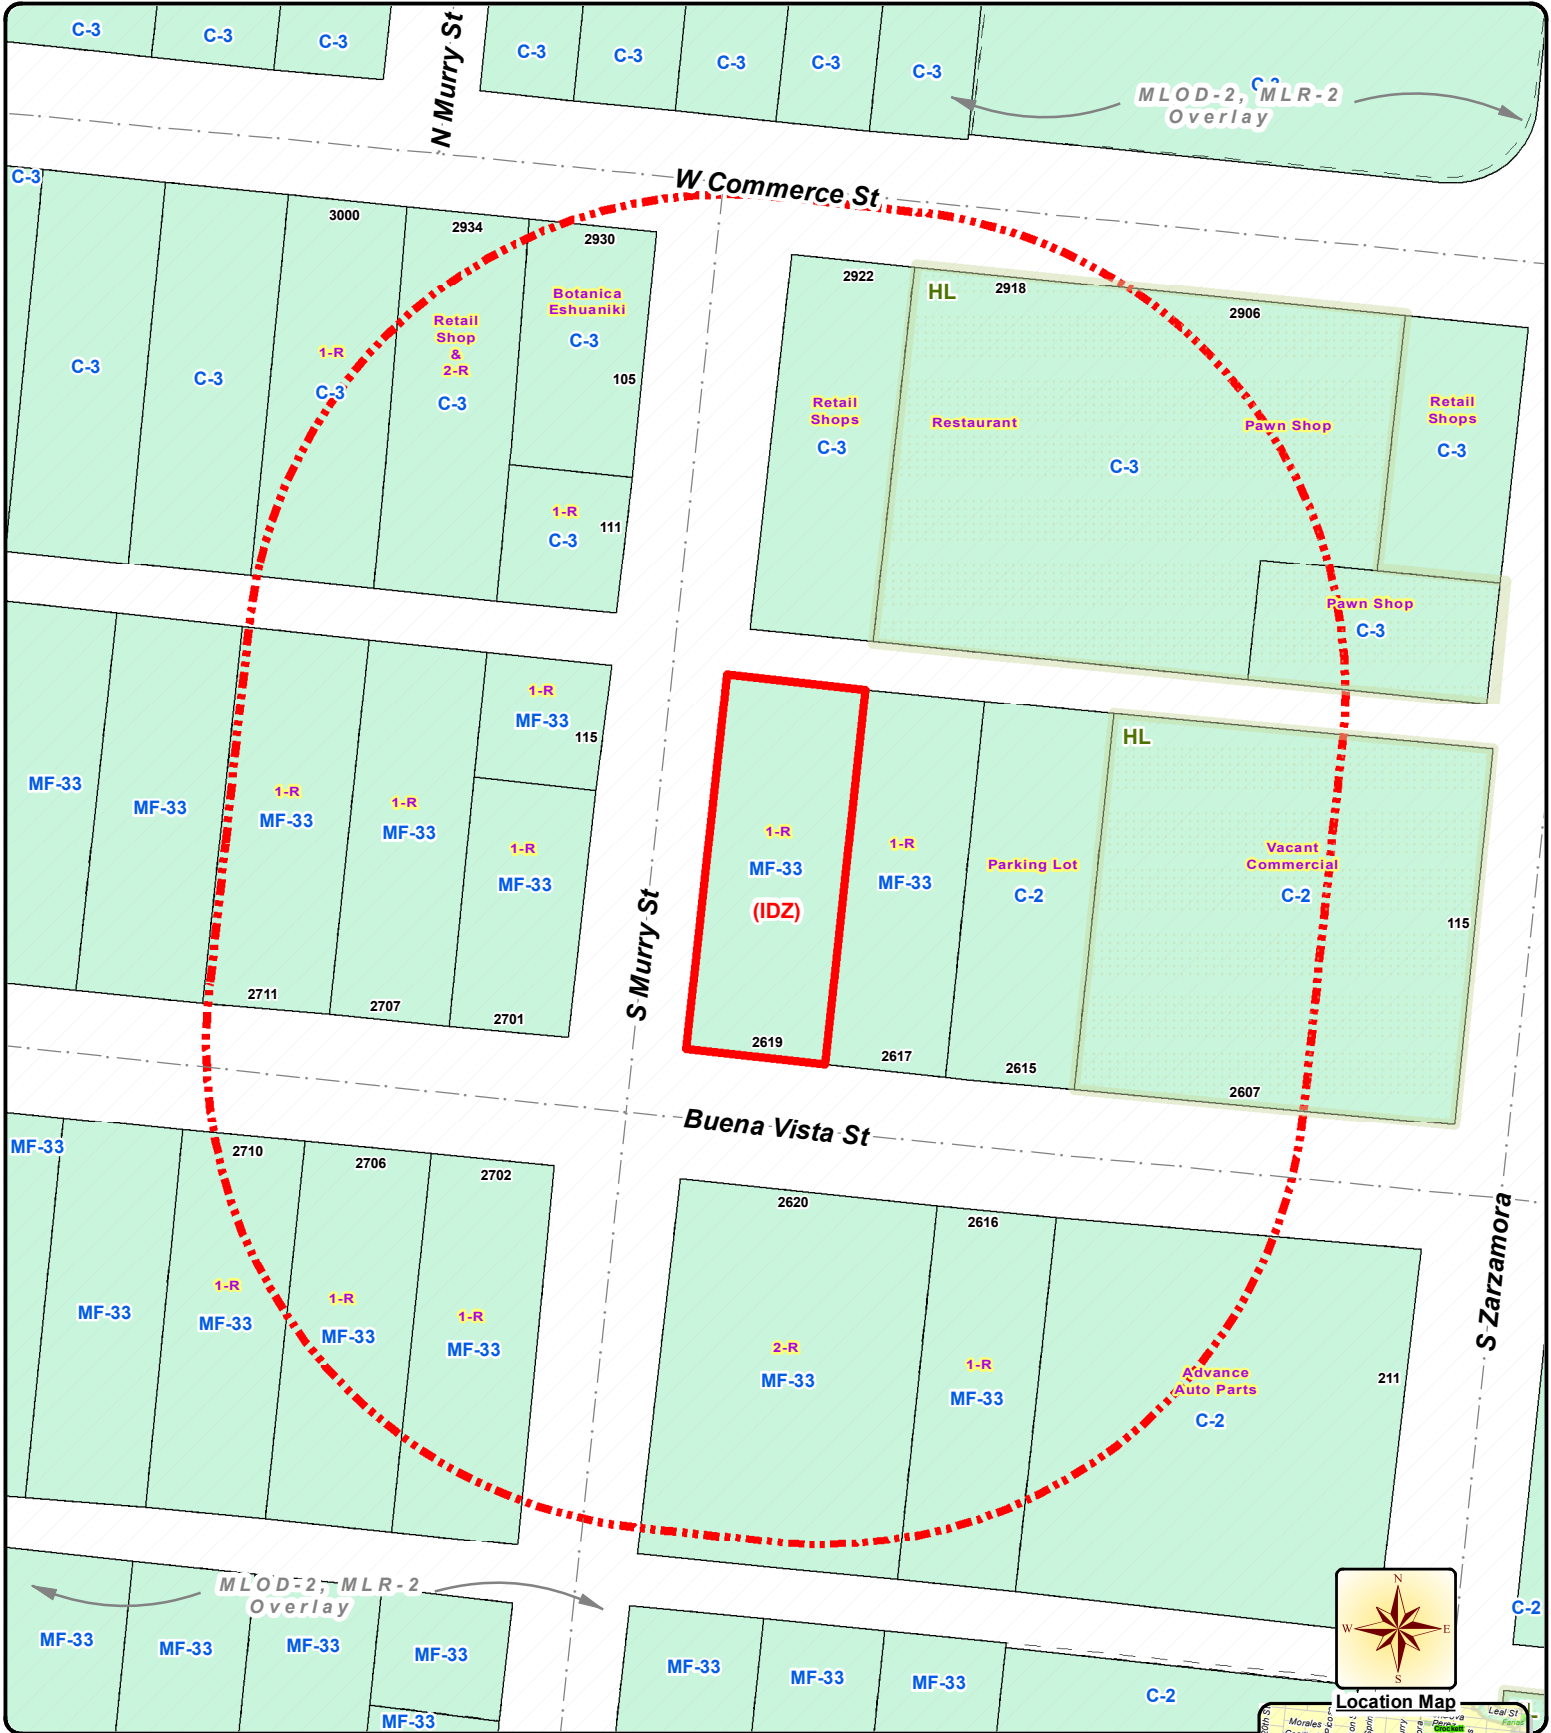 C-3
C-3
C-3
N Murry St
C-3
C-3
C-3
C-3
C-3
C-2
MLOD-2, MLR-2
Overlay
W Commerce St
C-3
3000
2934
2930
1-R
C-3
C-3
C-3
Retail
Shop
&
2-R
C-3
Botanica
Eshuaniki
C-3
105
1-R
C-3
111
2922
Retail
Shops
C-3
HL
2918
2906
Restaurant
C-3
Pawn Shop
Retail
Shops
C-3
Pawn Shop
C-3
MF-33
MF-33
1-R
MF-33
2711
1-R
MF-33
2707
1-R
MF-33
115
1-R
MF-33
2701
S Murry St
1-R
MF-33
(IDZ)
2619
1-R
MF-33
2617
Parking Lot
C-2
2615
HL
Vacant
Commercial
C-2
115
2607
Buena Vista St
MF-33
MF-33
2710
1-R
MF-33
2706
1-R
MF-33
2702
1-R
MF-33
2620
2-R
MF-33
2616
1-R
MF-33
Advance
Auto Parts
C-2
211
S Zarzamora
MLOD-2, MLR-2
Overlay
MF-33
MF-33
MF-33
MF-33
MF-33
MF-33
MF-33
MF-33
C-2
C-2
N
W
E
S
Location Map
Morales
Leal St
Crockett